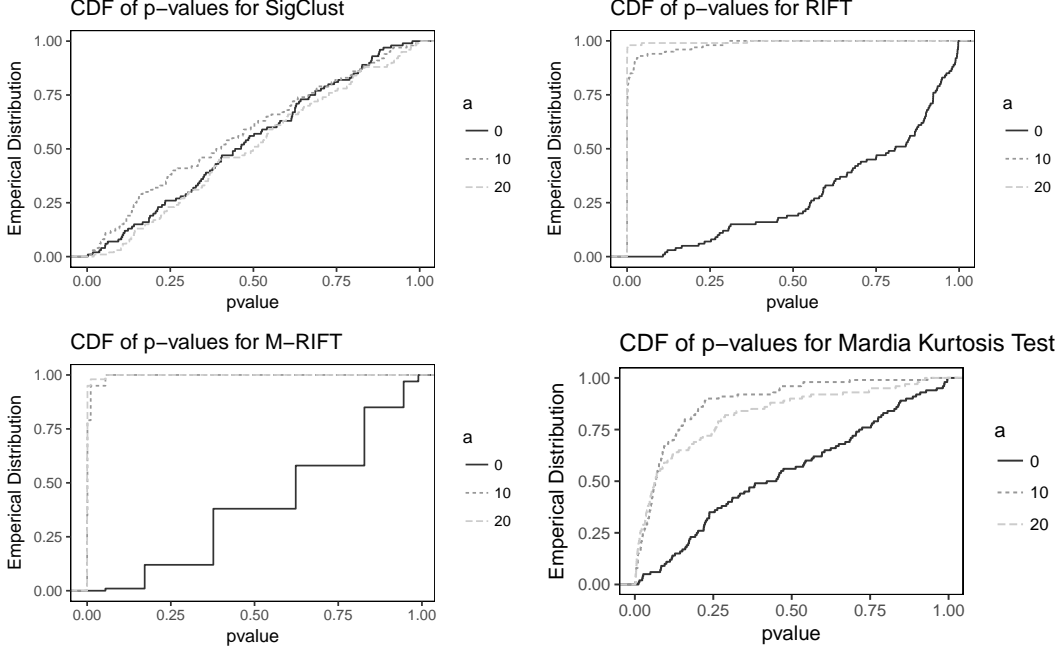 CDF of p−values for SigClust
1.00
0.75
0.50
0.25
0.00
Emperical Distribution
0.00 0.25 0.50 0.75 1.00
pvalue
a
0
10
20
CDF of p−values for RIFT
1.00
0.75
0.50
0.25
0.00
Emperical Distribution
0.00 0.25 0.50 0.75 1.00
pvalue
a
0
10
20
CDF of p−values for M−RIFT
1.00
0.75
0.50
0.25
0.00
Emperical Distribution
0.00 0.25 0.50 0.75 1.00
pvalue
a
0
10
20
CDF of p−values for Mardia Kurtosis Test
1.00
0.75
0.50
0.25
0.00
Emperical Distribution
0.00 0.25 0.50 0.75 1.00
pvalue
a
0
10
20